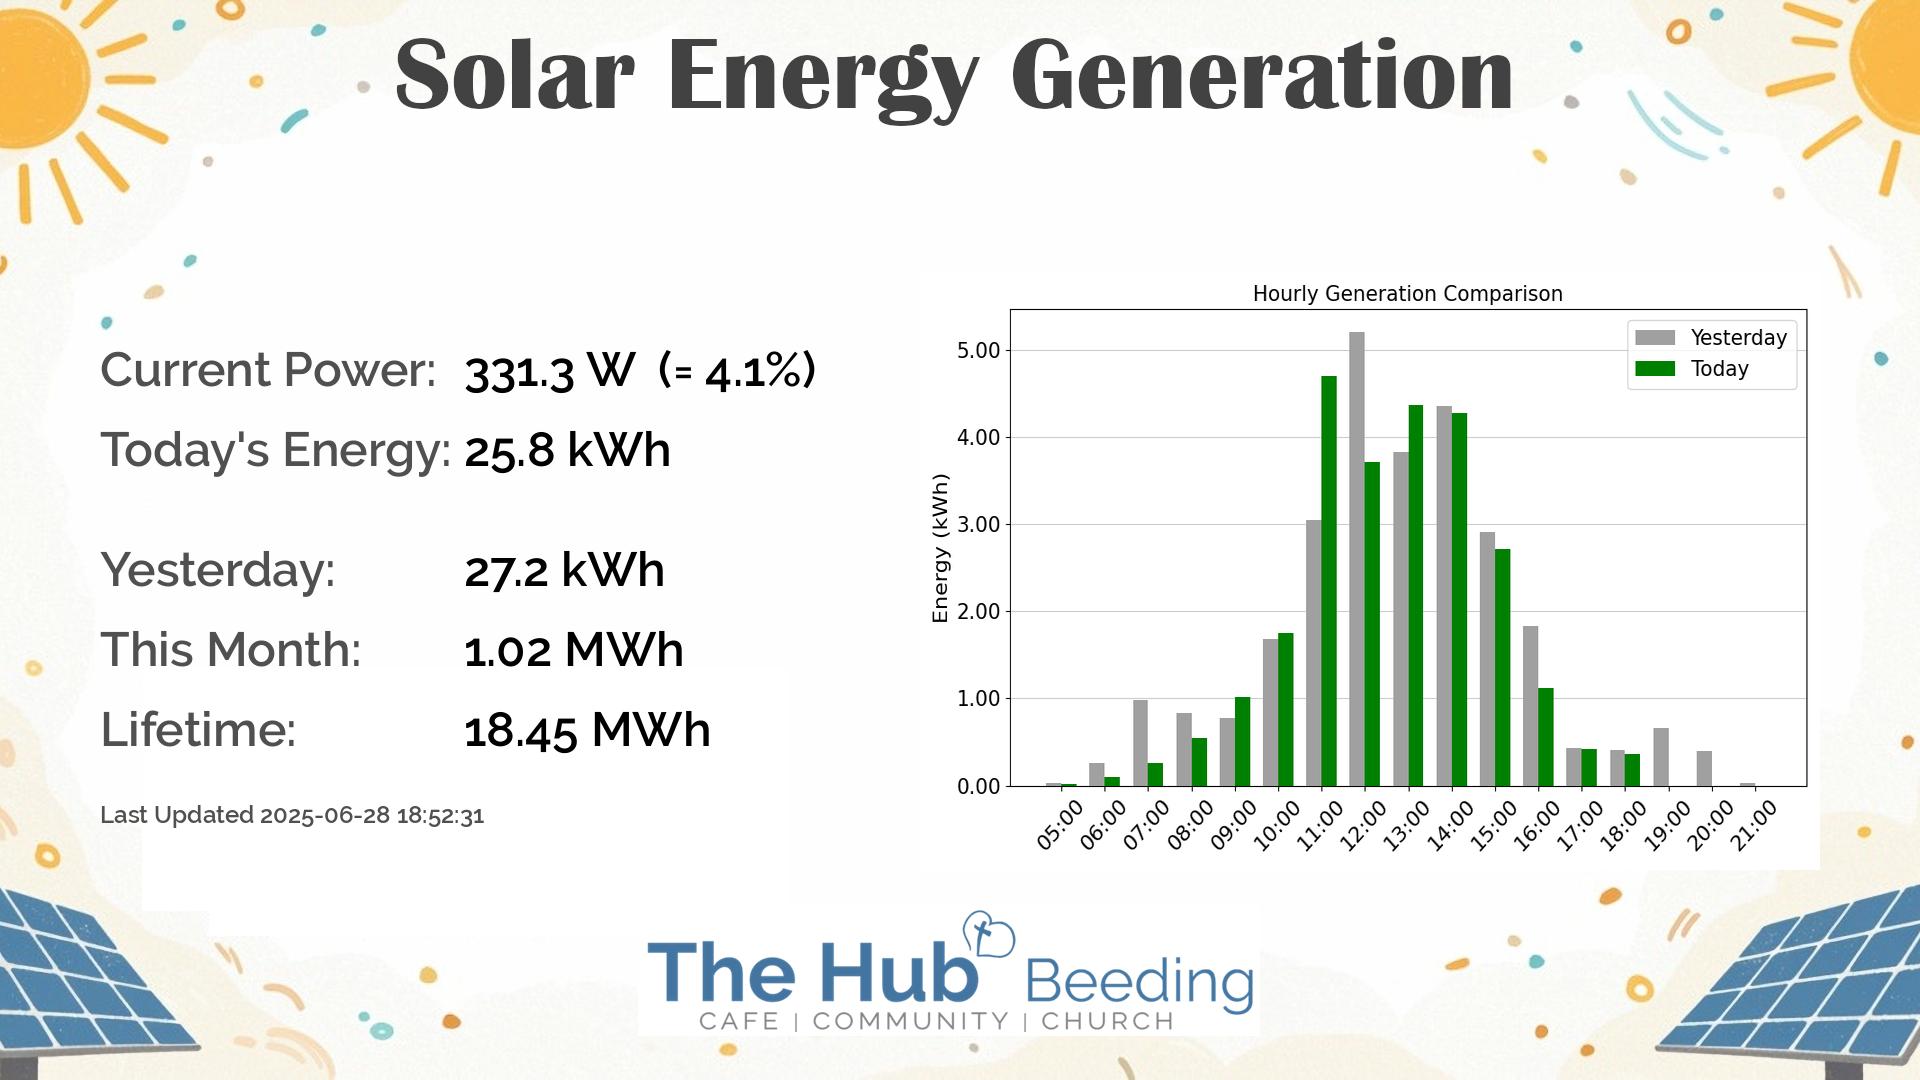 Solar Energy Generation
Current Power: 331.3 W (= 4.1%)
Today's Energy: 25.8 kWh
Yesterday: 27.2 kWh
This Month: 1.02 MWh
Lifetime: 18.45 MWh
Last Updated 2025-06-28 18:52:31
Hourly Generation Comparison
Yesterday
Today
Energy (kWh)
5.00
4.00
3.00
2.00
1.00
0.00
05:00 06:00 07:00 08:00 09:00 10:00 11:00 12:00 13:00 14:00 15:00 16:00 17:00 18:00 19:00 20:00 21:00
The Hub Beeding
CAFE | COMMUNITY | CHURCH